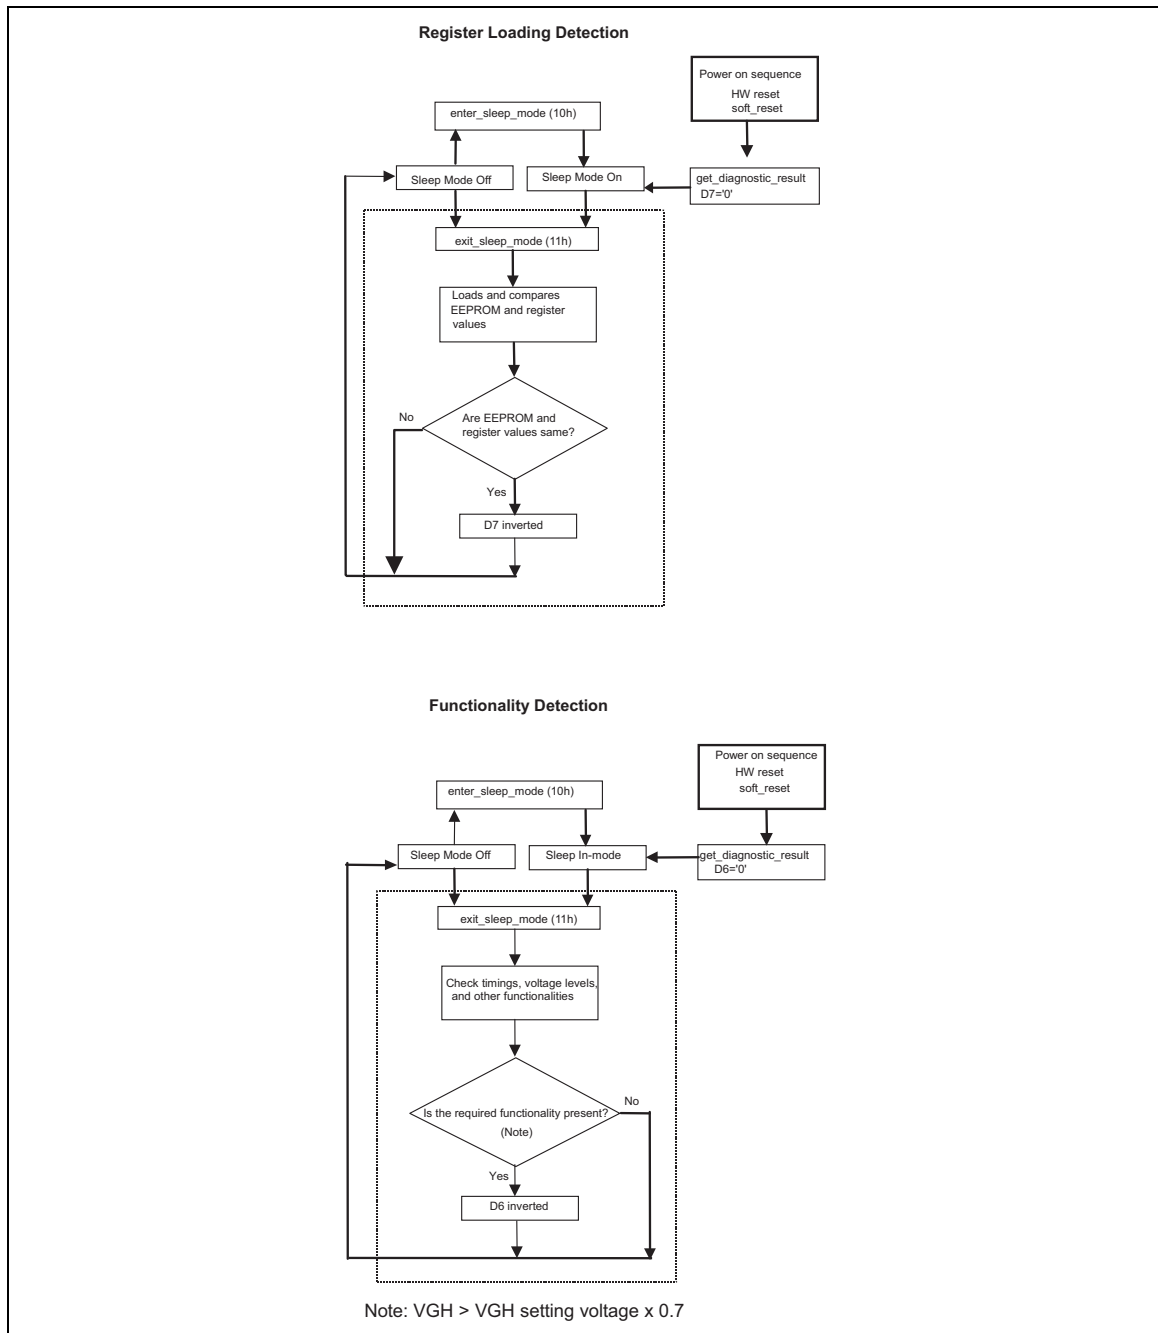 Register Loading Detection
Power on sequence
HW reset
soft_reset
enter_sleep_mode (10h)
Sleep Mode Off
Sleep Mode On
get_diagnostic_result
D7='0'
exit_sleep_mode (11h)
Loads and compares
EEPROM and register
values
Are EEPROM and
register values same?
No
Yes
D7 inverted
Functionality Detection
Power on sequence
HW reset
soft_reset
enter_sleep_mode (10h)
Sleep Mode Off
Sleep In-mode
get_diagnostic_result
D6='0'
exit_sleep_mode (11h)
Check timings, voltage levels,
and other functionalities
Is the required functionality present?
(Note)
No
Yes
D6 inverted
Note: VGH > VGH setting voltage x 0.7